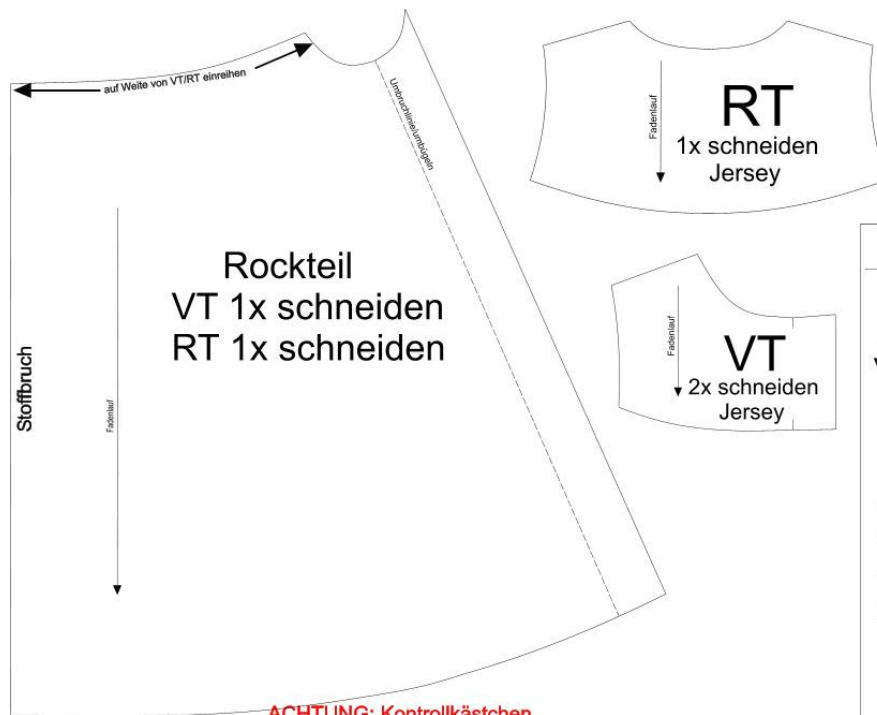 auf Weite von VT/RT einreihen
Umbruchlinie/umbügeln
Rockteil
VT 1x schneiden
RT 1x schneiden
Stoffbruch
Fadenlauf
Fadenlauf
RT
1x schneiden
Jersey
Fadenlauf
VT
2x schneiden
Jersey
ACHTUNG: Kontrollkästchen